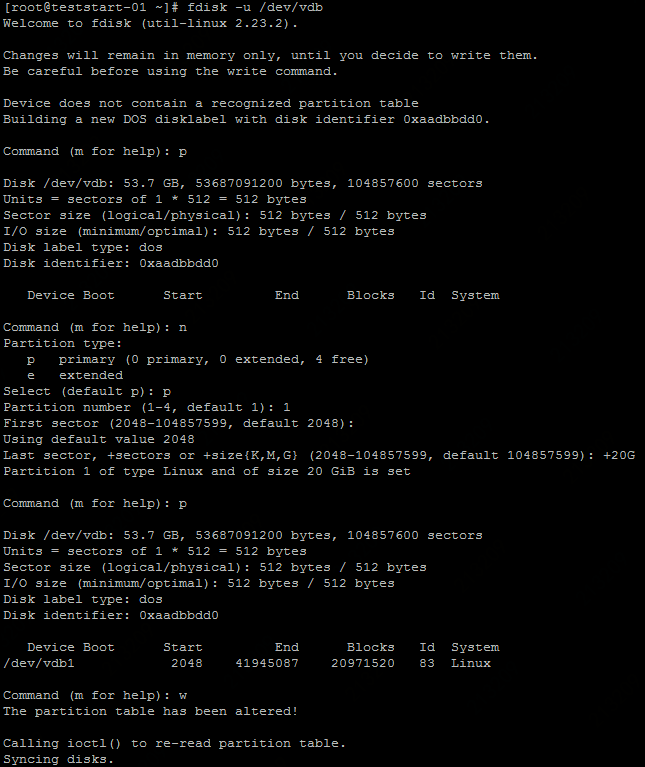 [root@teststart-01 ~]# fdisk -u /dev/vdb
Welcome to fdisk (util-linux 2.23.2).

Changes will remain in memory only, until you decide to write them.
Be careful before using the write command.

Device does not contain a recognized partition table
Building a new DOS disklabel with disk identifier 0xaadbbdd0.

Command (m for help): p

Disk /dev/vdb: 53.7 GB, 53687091200 bytes, 104857600 sectors
Units = sectors of 1 * 512 = 512 bytes
Sector size (logical/physical): 512 bytes / 512 bytes
I/O size (minimum/optimal): 512 bytes / 512 bytes
Disk label type: dos
Disk identifier: 0xaadbbdd0

   Device Boot      Start         End      Blocks   Id  System

Command (m for help): n
Partition type:
   p   primary (0 primary, 0 extended, 4 free)
   e   extended
Select (default p): p
Partition number (1-4, default 1): 1
First sector (2048-104857599, default 2048):
Using default value 2048
Last sector, +sectors or +size{K,M,G} (2048-104857599, default 104857599): +20G
Partition 1 of type Linux and of size 20 GiB is set

Command (m for help): p

Disk /dev/vdb: 53.7 GB, 53687091200 bytes, 104857600 sectors
Units = sectors of 1 * 512 = 512 bytes
Sector size (logical/physical): 512 bytes / 512 bytes
I/O size (minimum/optimal): 512 bytes / 512 bytes
Disk label type: dos
Disk identifier: 0xaadbbdd0

   Device Boot      Start         End      Blocks   Id  System
/dev/vdb1            2048    41945087    20971520   83  Linux

Command (m for help): w
The partition table has been altered!

Calling ioctl() to re-read partition table.
Syncing disks.